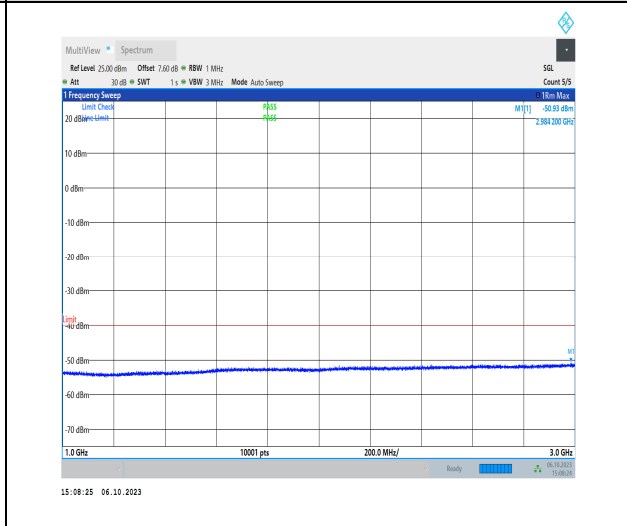 MultiView Spectrum
Ref Level 25.00 dBm Offset 7.60 dB RBW 1 MHz SGL
Att 30 dB SWT 1 s VBW 3 MHz Mode Auto Sweep Count 5/5
1 Frequency Sweep 1Rm Max
Limit Check PASS M1[1] -50.93 dBm
20 dBm Line Limit PASS 2.984 200 GHz
10 dBm
0 dBm
-10 dBm
-20 dBm
-30 dBm
Limit
-40 dBm
M1
-50 dBm
-60 dBm
-70 dBm
1.0 GHz 10001 pts 200.0 MHz/ 3.0 GHz
Ready 06.10.2023
15:08:24
15:08:25 06.10.2023